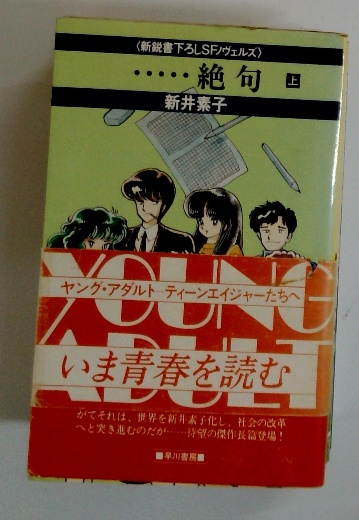 〈新鋭書下ろしSFノヴェルズ〉
……絶句 上
新井素子
YOUNG
ヤング・アダルト ティーンエイジャーたちへ
ADULT
いま青春を読む
がてそれは、世界を新井素子化し、社会の改革
へと突き進むのだが……待望の傑作長篇登場！
■早川書房■